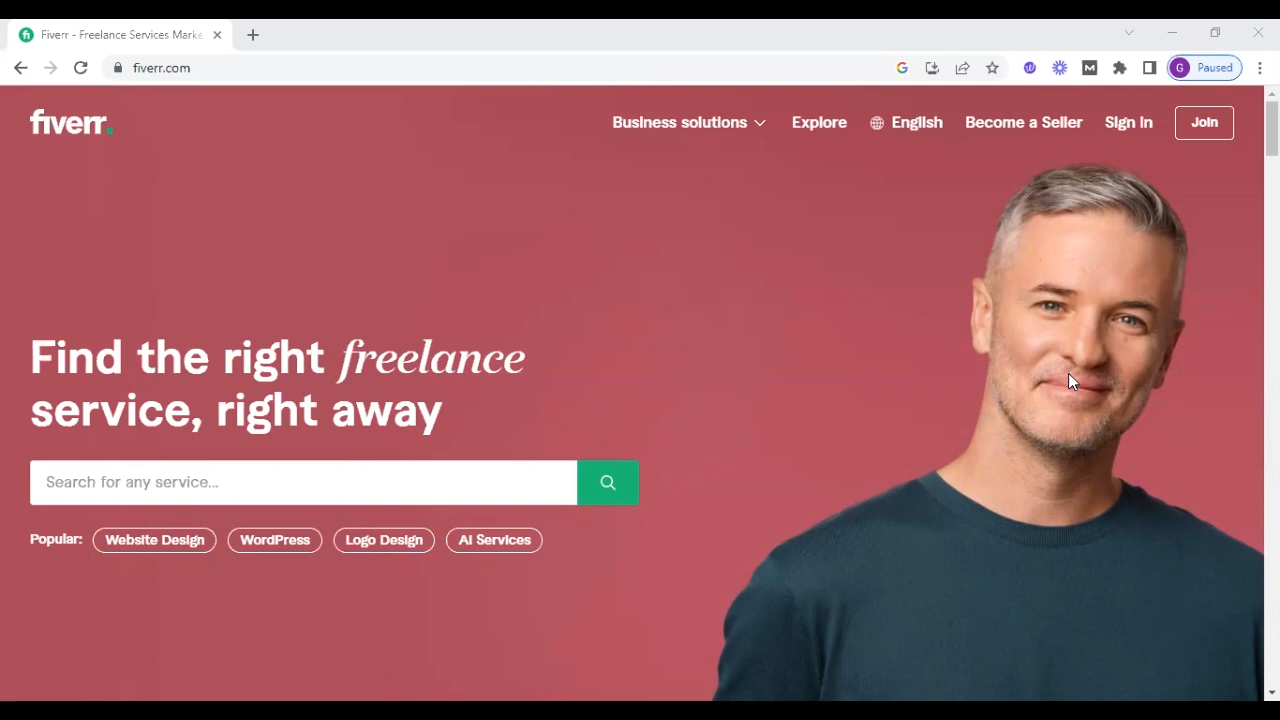 Fiverr - Freelance Services Marke
fiverr.com
G Paused
fiverr.
Business solutions Explore English Become a Seller Sign in Join
Find the right freelance
service, right away
Search for any service...
Popular: Website Design WordPress Logo Design AI Services